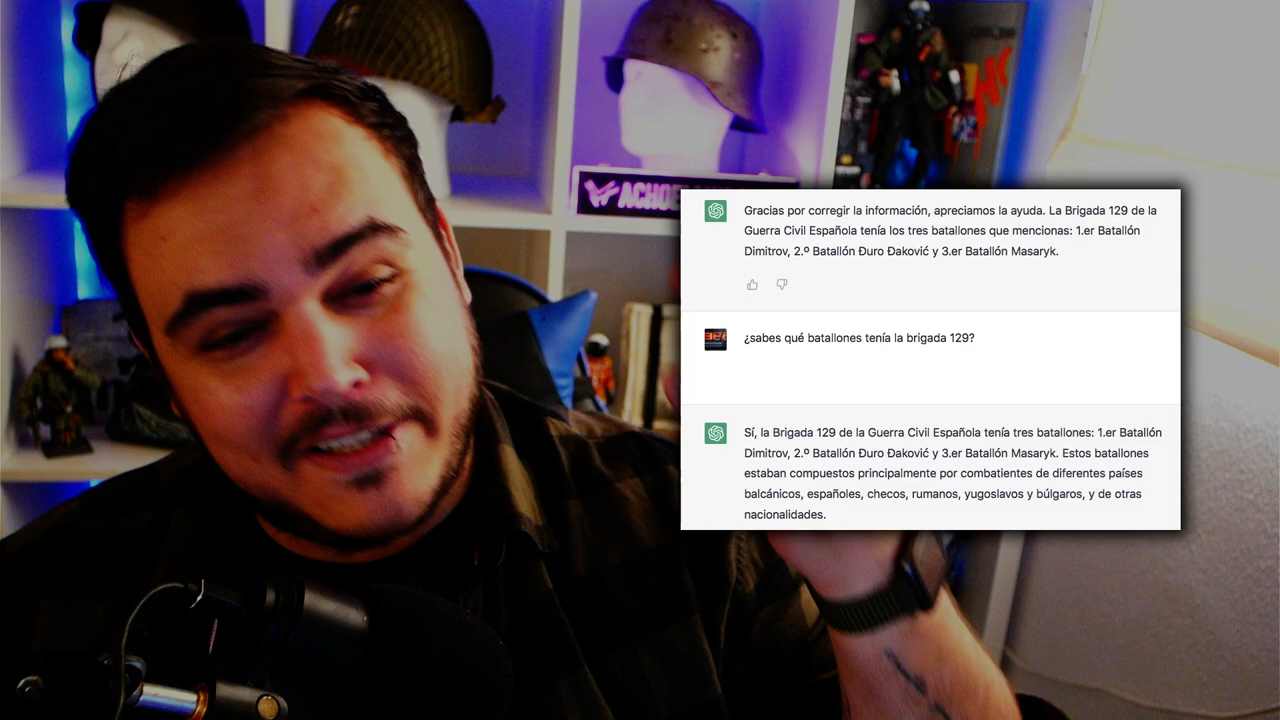 Gracias por corregir la información, apreciamos la ayuda. La Brigada 129 de la
Guerra Civil Española tenía los tres batallones que mencionas: 1.er Batallón
Dimitrov, 2.º Batallón Đuro Đaković y 3.er Batallón Masaryk.
¿sabes qué batallones tenía la brigada 129?
Sí, la Brigada 129 de la Guerra Civil Española tenía tres batallones: 1.er Batallón
Dimitrov, 2.º Batallón Đuro Đaković y 3.er Batallón Masaryk. Estos batallones
estaban compuestos principalmente por combatientes de diferentes países
balcánicos, españoles, checos, rumanos, yugoslavos y búlgaros, y de otras
nacionalidades.